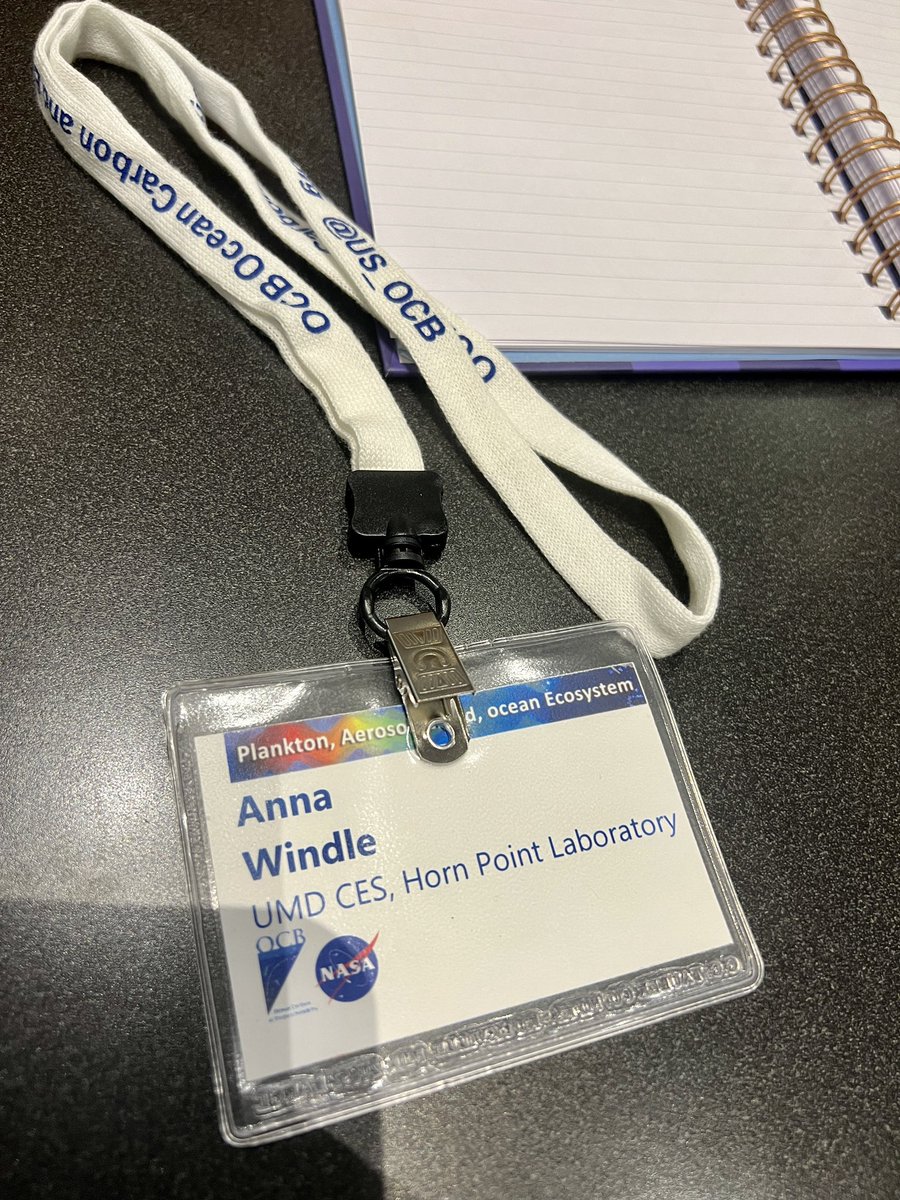 OCB Ocean Carbon and
@US_OCB
Plankton, Aeroso d, ocean Ecosystem
Anna
Windle
UMD CES, Horn Point Laboratory
OCB
NASA